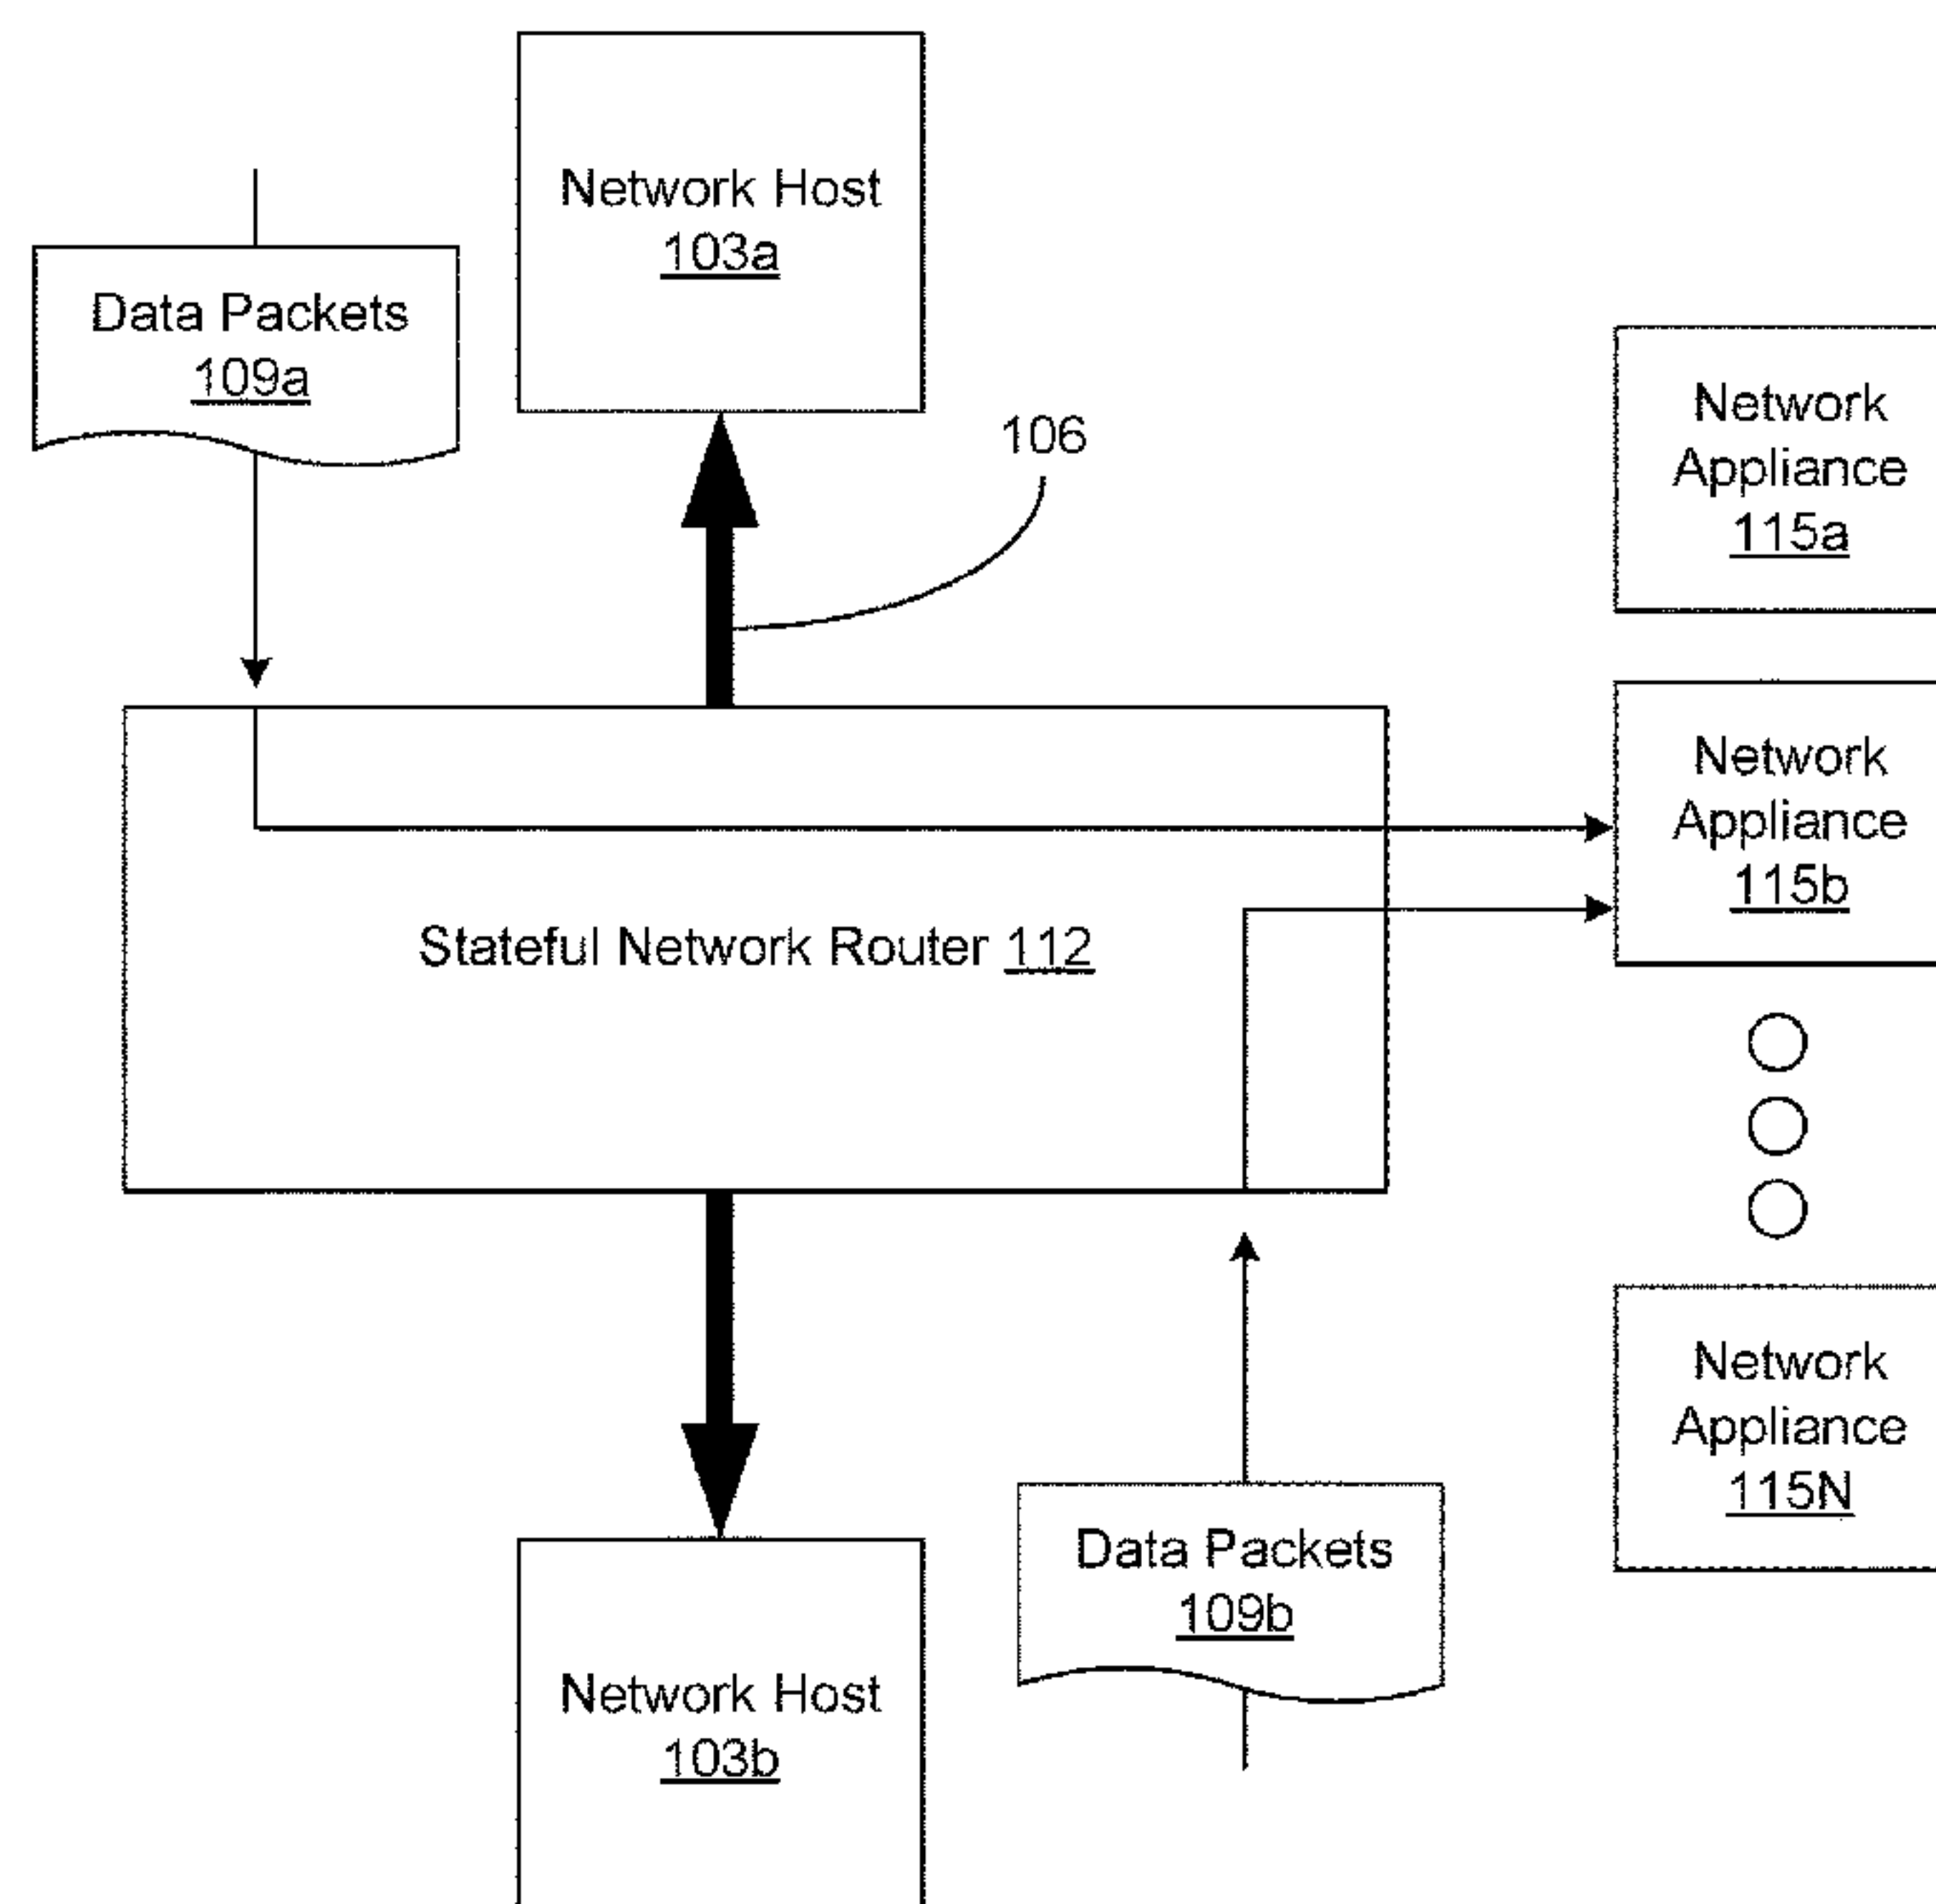 Network Host
103a
Data Packets
109a
106
Network
Appliance
115a
Network
Appliance
115b
Stateful Network Router 112
Network
Appliance
115N
Data Packets
109b
Network Host
103b